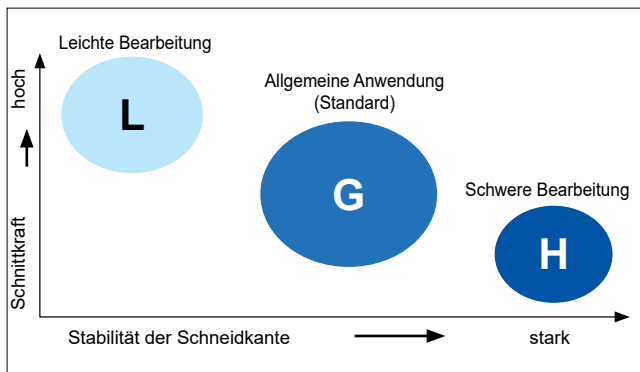 Leichte Bearbeitung
L
Allgemeine Anwendung
(Standard)
G
Schwere Bearbeitung
H
hoch
Schnittkraft
Stabilität der Schneidkante
stark